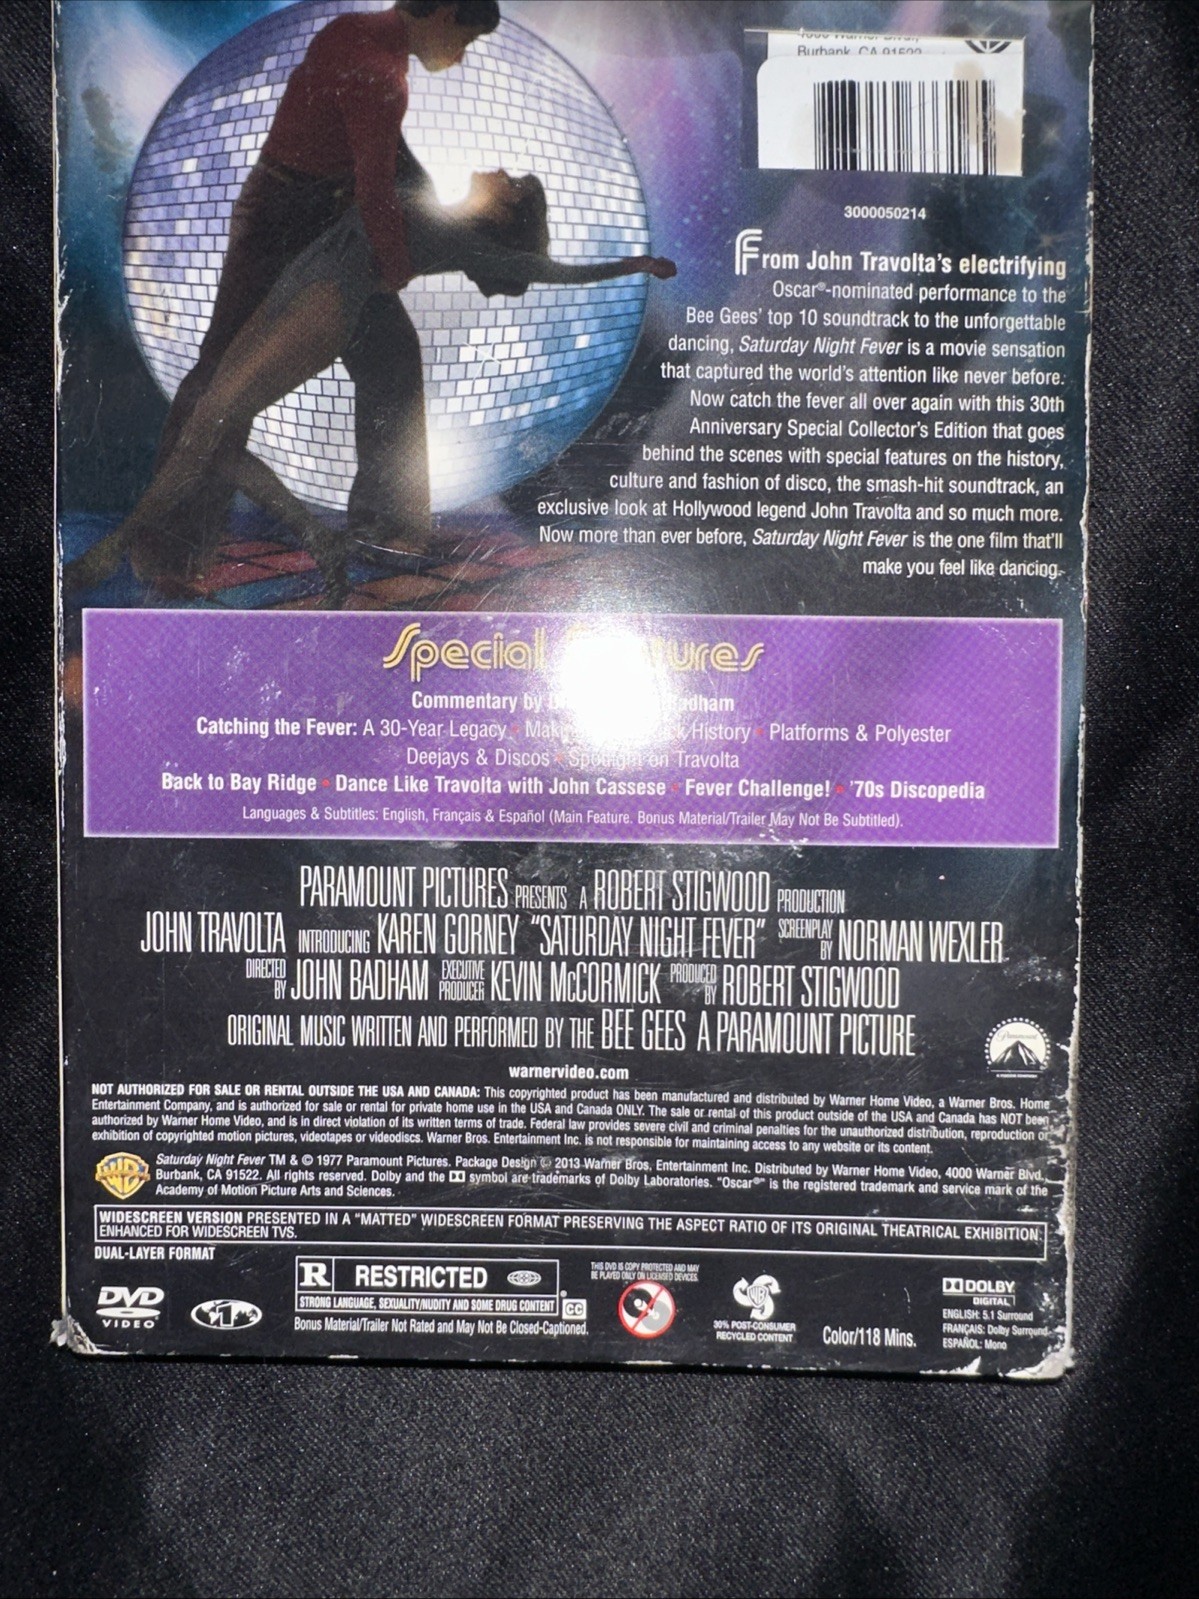 Burbank, CA 91522
3000050214
From John Travolta's electrifying
Oscar®-nominated performance to the
Bee Gees' top 10 soundtrack to the unforgettable
dancing, Saturday Night Fever is a movie sensation
that captured the world's attention like never before.
Now catch the fever all over again with this 30th
Anniversary Special Collector's Edition that goes
behind the scenes with special features on the history,
culture and fashion of disco, the smash-hit soundtrack, an
exclusive look at Hollywood legend John Travolta and so much more.
Now more than ever before, Saturday Night Fever is the one film that'll
make you feel like dancing.
Special
Commentary by
Catching the Fever: A 30-Year Legacy • History • Platforms & Polyester
Deejays & Discos • Spotlight on Travolta
Back to Bay Ridge • Dance Like Travolta with John Cassese • Fever Challenge! • '70s Discopedia
Languages & Subtitles: English, Français & Español (Main Feature. Bonus Material/Trailer May Not Be Subtitled).
PARAMOUNT PICTURES PRESENTS A ROBERT STIGWOOD PRODUCTION
JOHN TRAVOLTA INTRODUCING KAREN GORNEY "SATURDAY NIGHT FEVER" SCREENPLAY BY NORMAN WEXLER
DIRECTED BY JOHN BADHAM EXECUTIVE PRODUCER KEVIN McCORMICK PRODUCED BY ROBERT STIGWOOD
ORIGINAL MUSIC WRITTEN AND PERFORMED BY THE BEE GEES A PARAMOUNT PICTURE
Paramount
warnervideo.com
NOT AUTHORIZED FOR SALE OR RENTAL OUTSIDE THE USA AND CANADA: This copyrighted product has been manufactured and distributed by Warner Home Video, a Warner Bros. Home
Entertainment Company, and is authorized for sale or rental for private home use in the USA and Canada ONLY. The sale or rental of this product outside of the USA and Canada has NOT been
authorized by Warner Home Video, and is in direct violation of its written terms of trade. Federal law provides severe civil and criminal penalties for the unauthorized distribution, reproduction or
exhibition of copyrighted motion pictures, videotapes or videodiscs. Warner Bros. Entertainment Inc. is not responsible for maintaining access to any website or its content.
Saturday Night Fever TM & © 1977 Paramount Pictures. Package Design © 2013 Warner Bros. Entertainment Inc. Distributed by Warner Home Video, 4000 Warner Blvd.,
Burbank, CA 91522. All rights reserved. Dolby and the DD symbol are trademarks of Dolby Laboratories. "Oscar®" is the registered trademark and service mark of the
Academy of Motion Picture Arts and Sciences.
WIDESCREEN VERSION PRESENTED IN A "MATTED" WIDESCREEN FORMAT PRESERVING THE ASPECT RATIO OF ITS ORIGINAL THEATRICAL EXHIBITION.
ENHANCED FOR WIDESCREEN TVS.
DUAL-LAYER FORMAT
DVD
VIDEO
1
R RESTRICTED
STRONG LANGUAGE, SEXUALITY/NUDITY AND SOME DRUG CONTENT
CC
Bonus Material/Trailer Not Rated and May Not Be Closed-Captioned.
THIS DVD IS COPY PROTECTED AND MAY
BE PLAYED ONLY ON LICENSED DEVICES.
30% POST-CONSUMER
RECYCLED CONTENT
Color/118 Mins.
DOLBY
DIGITAL
ENGLISH: 5.1 Surround
FRANÇAIS: Dolby Surround
ESPAÑOL: Mono